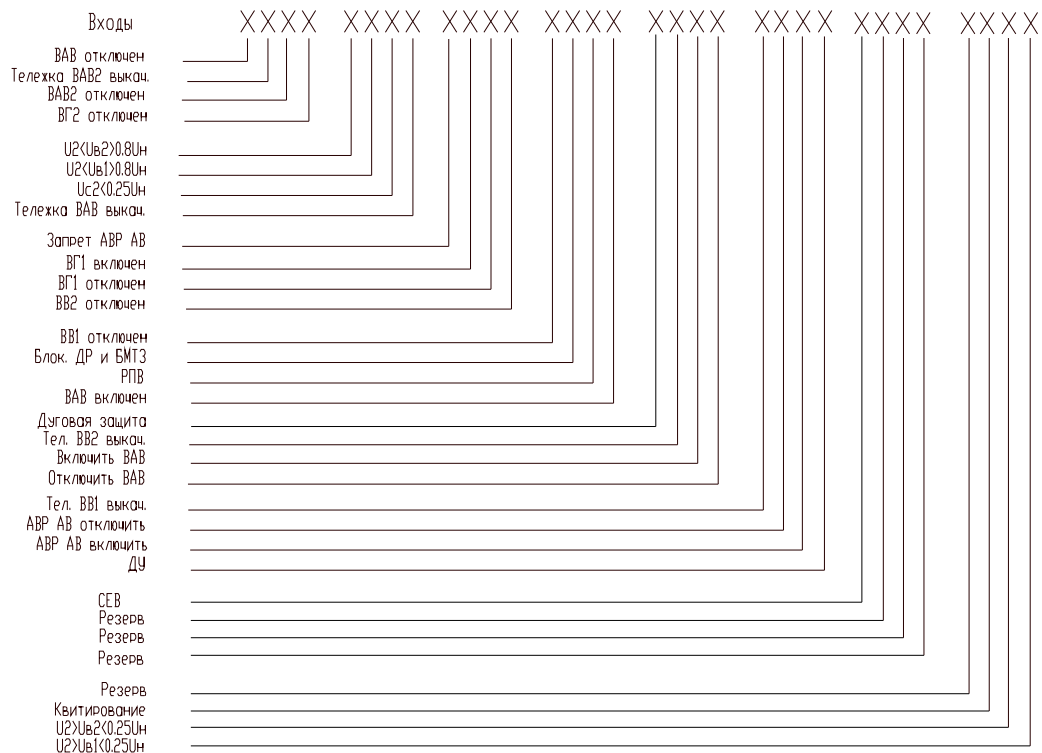 Входы XXXX XXXX XXXX XXXX XXXX XXXX XXXX XXXX
ВАВ отключен
Тележка ВАВ2 выкач.
ВАВ2 отключен
ВГ2 отключен
U2<Uв2>0.8Uн
U2<Uв1>0.8Uн
Uс2<0.25Uн
Тележка ВАВ выкач.
Запрет АВР АВ
ВГ1 включен
ВГ1 отключен
ВВ2 отключен
ВВ1 отключен
Блок. ДР и БМТЗ
РПВ
ВАВ включен
Дуговая защита
Тел. ВВ2 выкач.
Включить ВАВ
Отключить ВАВ
Тел. ВВ1 выкач.
АВР АВ отключить
АВР АВ включить
ДУ
СЕВ
Резерв
Резерв
Резерв
Резерв
Квитирование
U2>Uв2<0.25Uн
U2>Uв1<0.25Uн